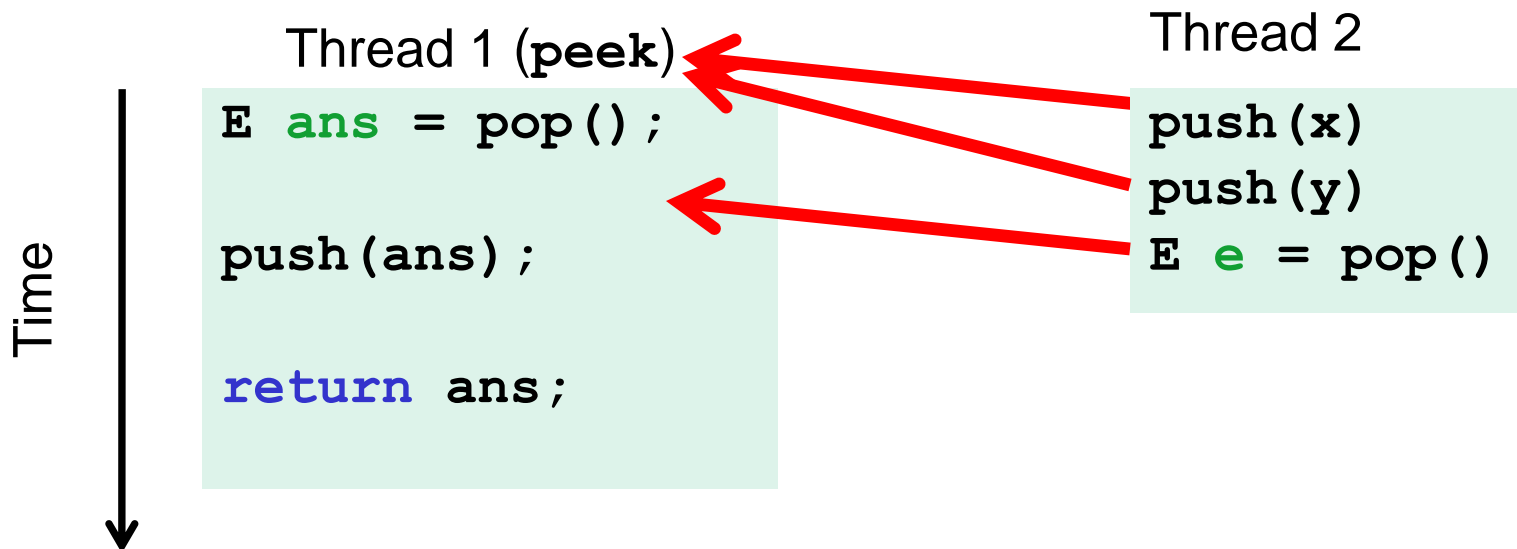 Thread 1 (peek)
Thread 2
Time
E ans = pop();
push(ans);
return ans;
push(x)
push(y)
E e = pop()